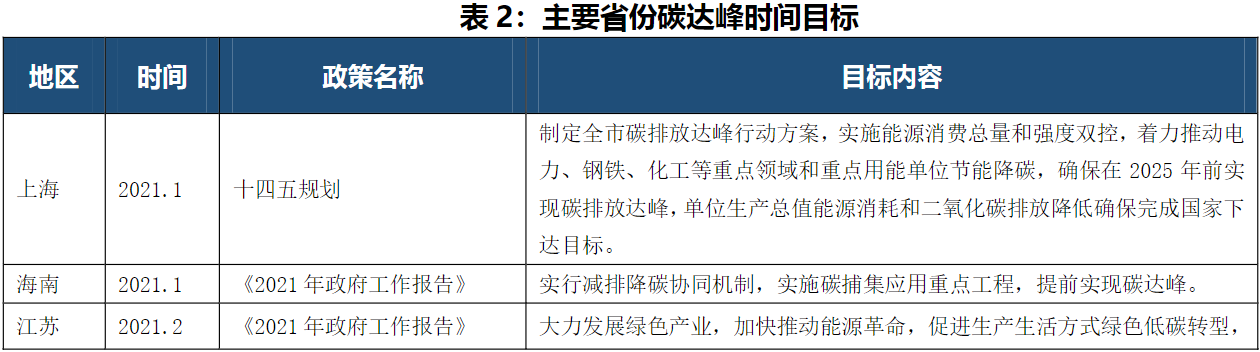 表 2：主要省份碳达峰时间目标
地区 时间 政策名称 目标内容
制定全市碳排放达峰行动方案，实施能源消费总量和强度双控，着力推动电
力、钢铁、化工等重点领域和重点用能单位节能降碳，确保在 2025 年前实
上海 2021.1 十四五规划
现碳排放达峰，单位生产总值能源消耗和二氧化碳排放降低确保完成国家下
达目标。
海南 2021.1 《2021 年政府工作报告》 实行减排降碳协同机制，实施碳捕集应用重点工程，提前实现碳达峰。
江苏 2021.2 《2021 年政府工作报告》 大力发展绿色产业，加快推动能源革命，促进生产生活方式绿色低碳转型，